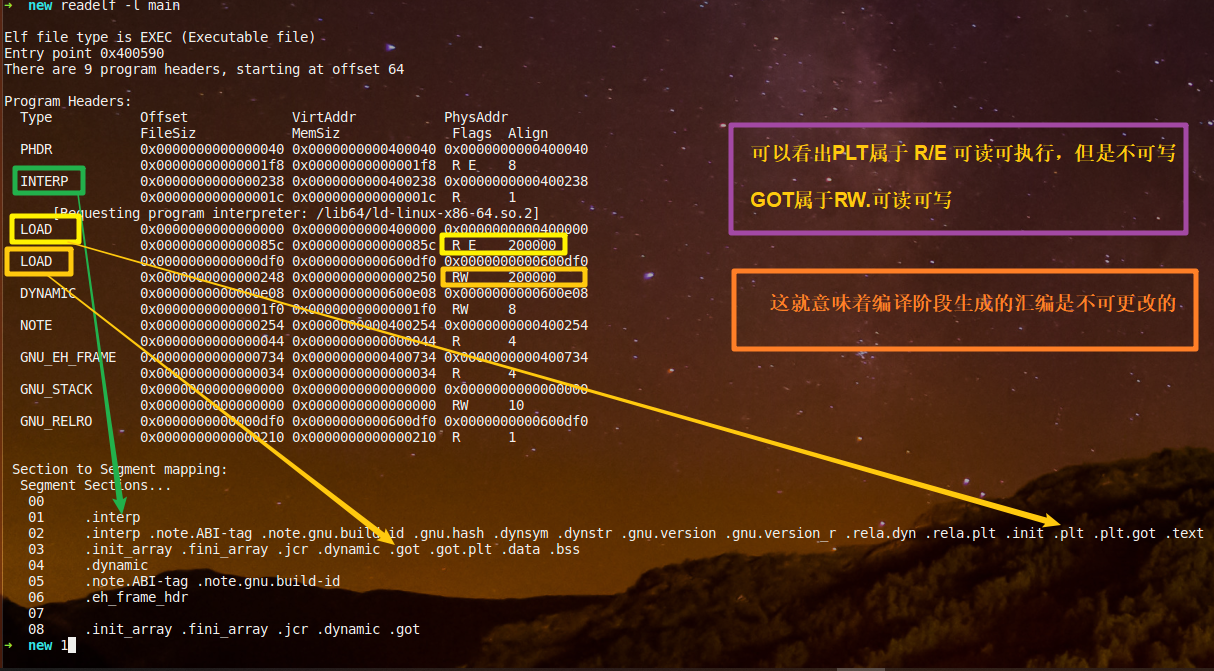 →  new readelf -l main
Elf file type is EXEC (Executable file)
Entry point 0x400590
There are 9 program headers, starting at offset 64
Program Headers:
  Type           Offset             VirtAddr           PhysAddr
                 FileSiz            MemSiz              Flags  Align
  PHDR           0x0000000000000040 0x0000000000400040 0x0000000000400040
                 0x00000000000001f8 0x00000000000001f8  R E    8
  INTERP         0x0000000000000238 0x0000000000400238 0x0000000000400238
                 0x000000000000001c 0x000000000000001c  R      1
      [Requesting program interpreter: /lib64/ld-linux-x86-64.so.2]
  LOAD           0x0000000000000000 0x0000000000400000 0x0000000000400000
                 0x000000000000085c 0x000000000000085c  R E    200000
  LOAD           0x0000000000000df0 0x0000000000600df0 0x0000000000600df0
                 0x0000000000000248 0x0000000000000250  RW     200000
  DYNAMIC        0x0000000000000e08 0x0000000000600e08 0x0000000000600e08
                 0x00000000000001f0 0x00000000000001f0  RW     8
  NOTE           0x0000000000000254 0x0000000000400254 0x0000000000400254
                 0x0000000000000044 0x0000000000000044  R      4
  GNU_EH_FRAME   0x0000000000000734 0x0000000000400734 0x0000000000400734
                 0x0000000000000034 0x0000000000000034  R      4
  GNU_STACK      0x0000000000000000 0x0000000000000000 0x0000000000000000
                 0x0000000000000000 0x0000000000000000  RW     10
  GNU_RELRO      0x0000000000000df0 0x0000000000600df0 0x0000000000600df0
                 0x0000000000000210 0x0000000000000210  R      1
 Section to Segment mapping:
  Segment Sections...
   00
   01     .interp
   02     .interp .note.ABI-tag .note.gnu.build-id .gnu.hash .dynsym .dynstr .gnu.version .gnu.version_r .rela.dyn .rela.plt .init .plt .plt.got .text
   03     .init_array .fini_array .jcr .dynamic .got .got.plt .data .bss
   04     .dynamic
   05     .note.ABI-tag .note.gnu.build-id
   06     .eh_frame_hdr
   07
   08     .init_array .fini_array .jcr .dynamic .got
→  new 1
可以看出PLT属于 R/E 可读可执行，但是不可写
GOT属于RW.可读可写
这就意味着编译阶段生成的汇编是不可更改的